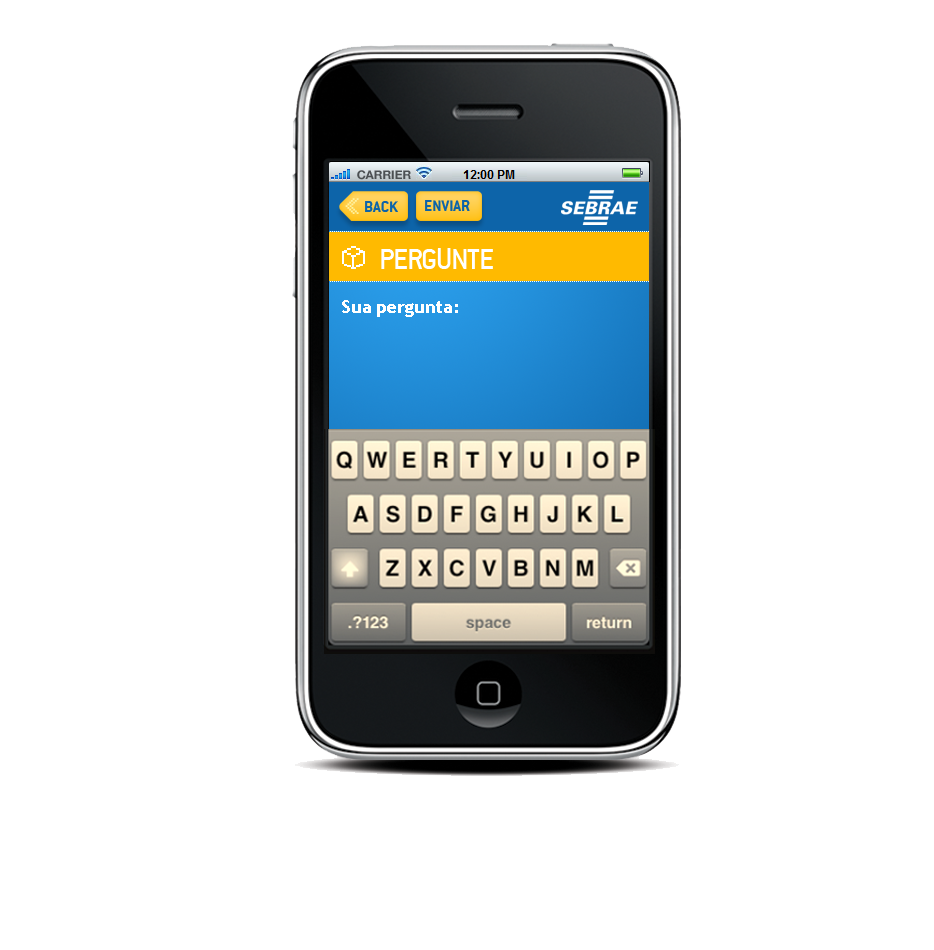 CARRIER 12:00 PM
BACK ENVIAR SEBRAE
PERGUNTE
Sua pergunta:
Q W E R T Y U I O P
A S D F G H J K L
Z X C V B N M
.?123 space return